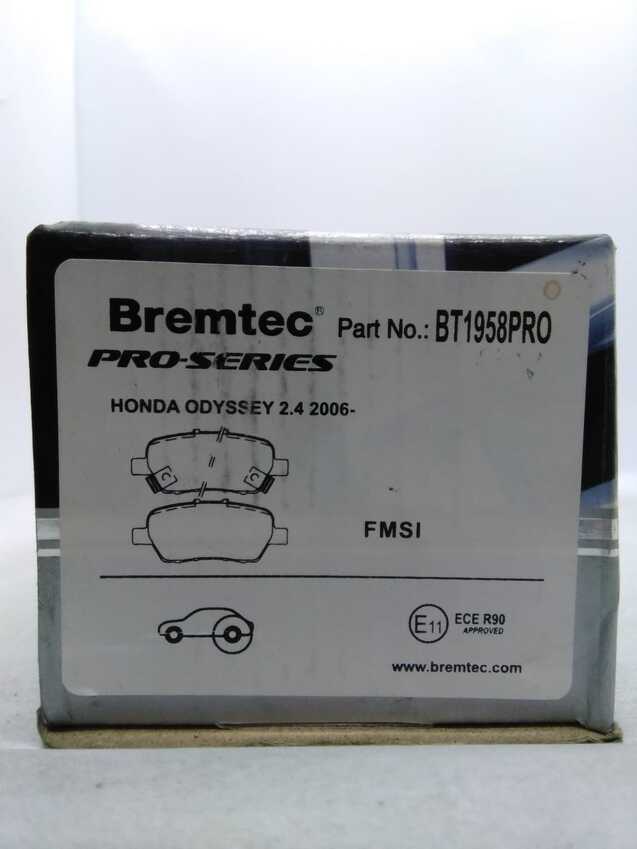 Bremtec® Part No.: BT1958PRO
PRO-SERIES
HONDA ODYSSEY 2.4 2006-
FMSI
E11 ECE R90
APPROVED
www.bremtec.com